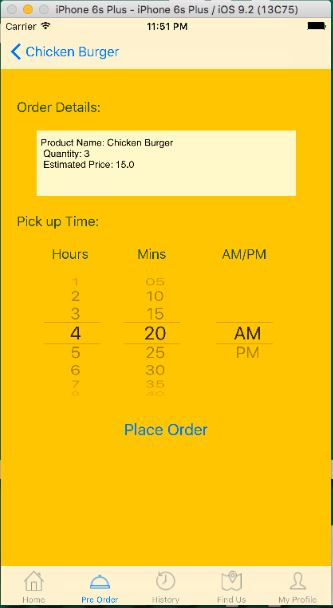 iPhone 6s Plus - iPhone 6s Plus / iOS 9.2 (13C75)
Carrier 11:51 PM
Chicken Burger
Order Details:
Product Name: Chicken Burger
Quantity: 3
Estimated Price: 15.0
Pick up Time:
Hours Mins AM/PM
1 05
2 10
3 15
4 20 AM
5 25 PM
6 30
7 35
8 40
Place Order
Home Pre Order History Find Us My Profile